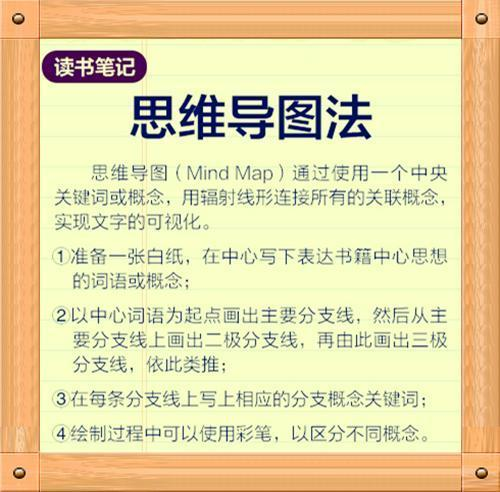 读书笔记
思维导图法
思维导图（Mind Map）通过使用一个中央
关键词或概念，用辐射线形连接所有的关联概念，
实现文字的可视化。
①准备一张白纸，在中心写下表达书籍中心思想
的词语或概念；
②以中心词语为起点画出主要分支线，然后从主
要分支线上画出二极分支线，再由此画出三极
分支线，依此类推；
③在每条分支线上写上相应的分支概念关键词；
④绘制过程中可以使用彩笔，以区分不同概念。